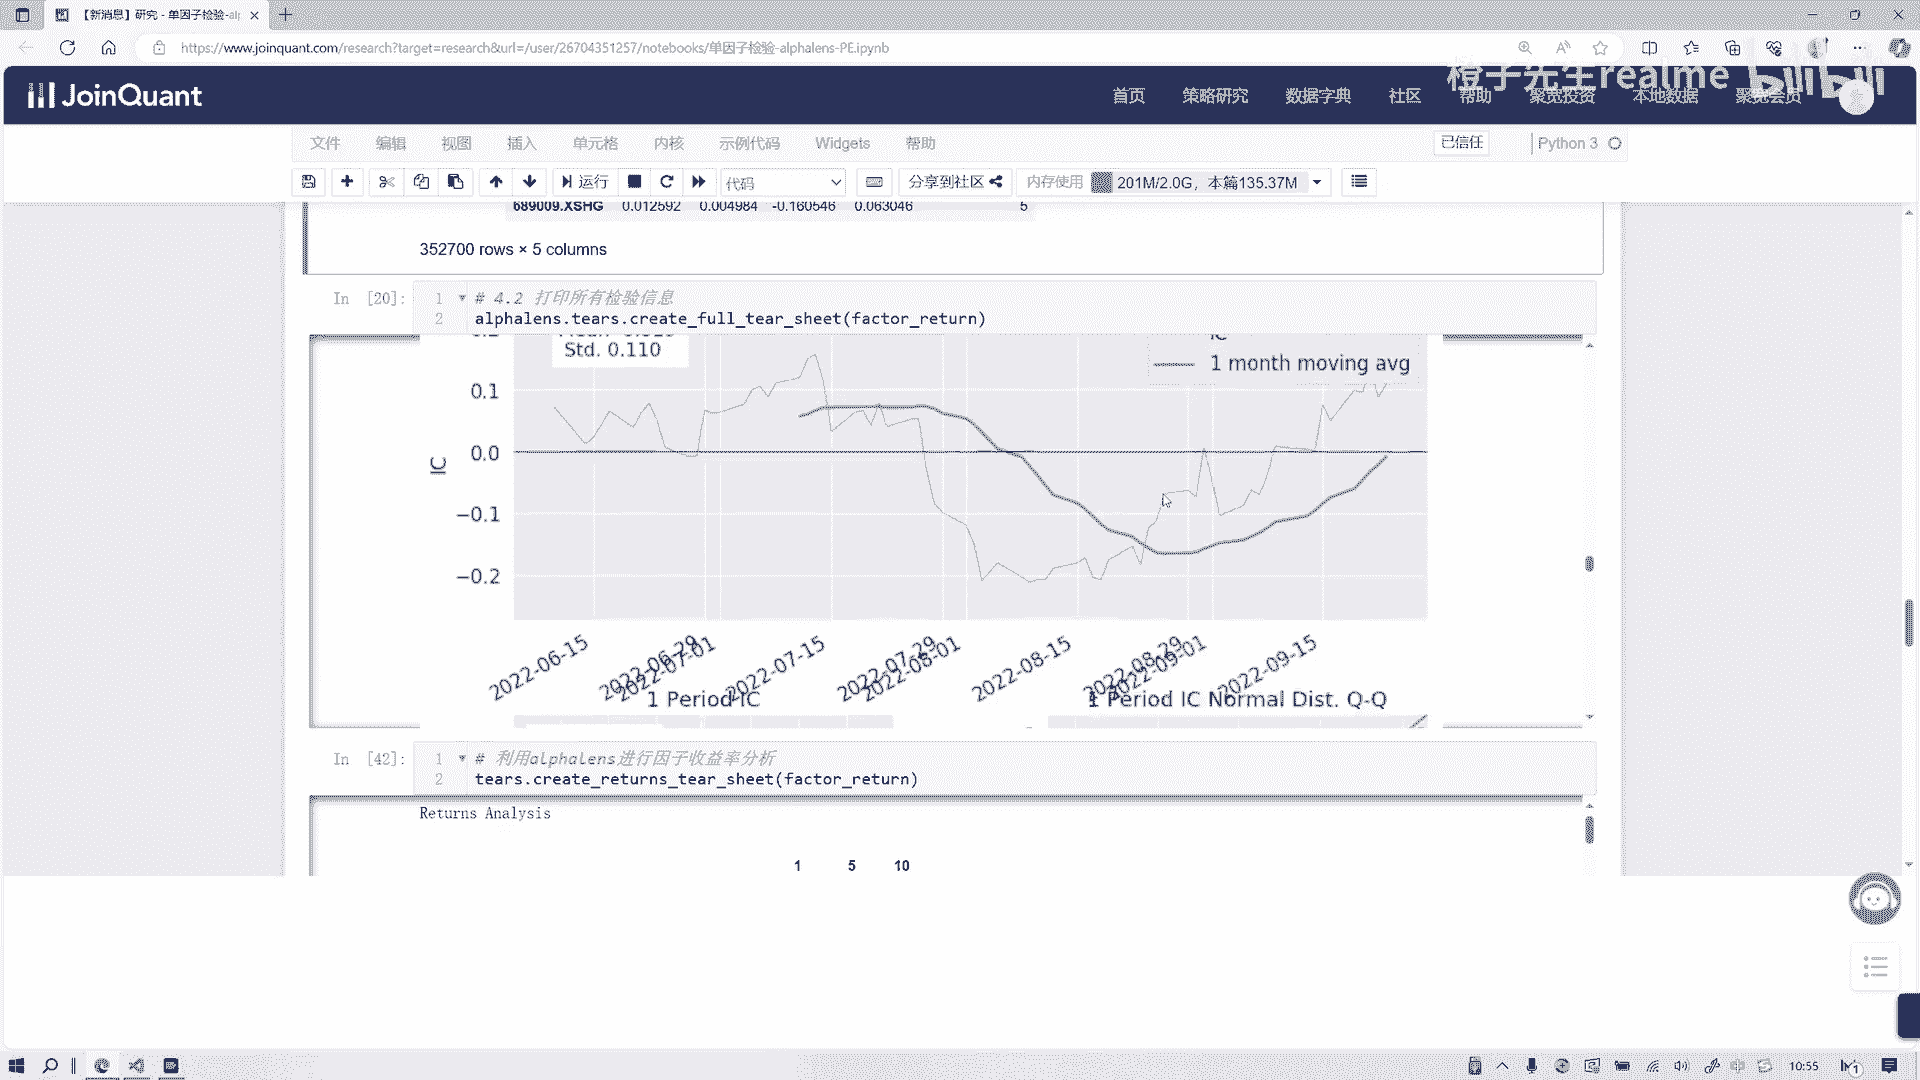 【新消息】研究 - 单因子检验-al
https://www.joinquant.com/research?target=research&url=/user/26704351257/notebooks/单因子检验-alphalens-PE.ipynb
橙子先生realme bilibili
JoinQuant
首页 策略研究 数据字典 社区 帮助 聚宽投资 本地数据 聚宽会员
文件 编辑 视图 插入 单元格 内核 示例代码 Widgets 帮助 已信任 Python 3
运行 代码 分享到社区 内存使用 201M/2.0G，本篇135.37M
689009.XSHG 0.012592 0.004984 -0.160546 0.063046 5
352700 rows × 5 columns
In [20]:
1 # 4.2 打印所有检验信息
2 alphalens.tears.create_full_tear_sheet(factor_return)
Std. 0.110
IC
1 month moving avg
0.1
0.0
IC
−0.1
−0.2
2022-06-15 2022-06-29 2022-07-01 2022-07-15 2022-07-29 2022-08-01 2022-08-15 2022-08-29 2022-09-01 2022-09-15
1 Period IC 1 Period IC Normal Dist. Q-Q
In [42]:
1 # 利用alphalens进行因子收益率分析
2 tears.create_returns_tear_sheet(factor_return)
Returns Analysis
1 5 10
10:55